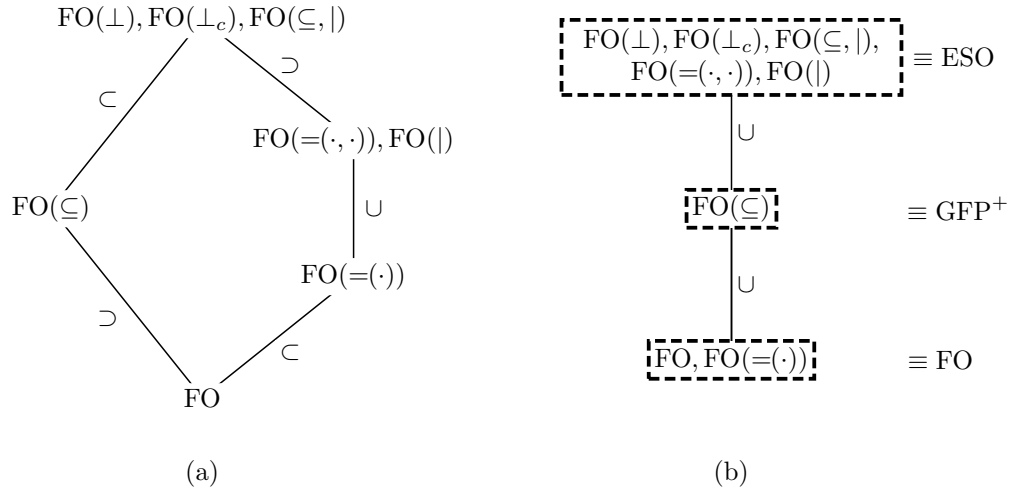 FO(⊥), FO(⊥c), FO(⊆, |)
⊂
⊃
FO(=(·, ·)), FO(|)
FO(⊆)
∪
FO(=(·))
⊃
⊂
FO
(a)
FO(⊥), FO(⊥c), FO(⊆, |),
FO(=(·, ·)), FO(|)
≡ ESO
∪
FO(⊆)
≡ GFP⁺
∪
FO, FO(=(·))
≡ FO
(b)